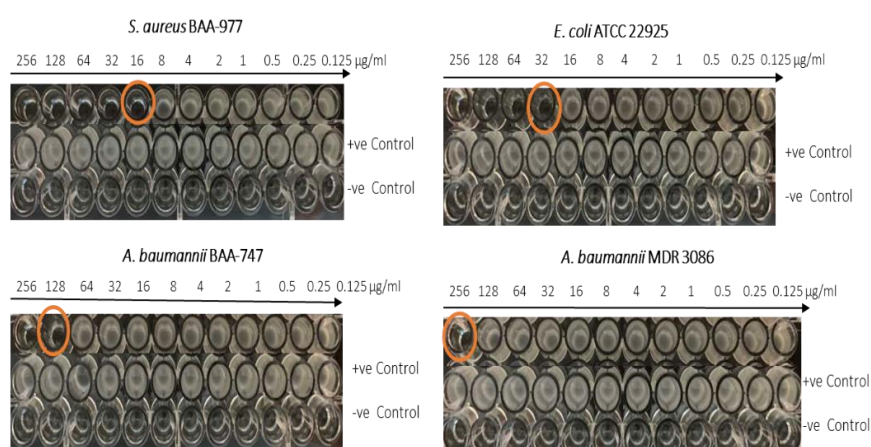 S. aureus BAA-977
256 128 64 32 16 8 4 2 1 0.5 0.25 0.125 µg/ml
+ve Control
-ve Control
E. coli ATCC 22925
256 128 64 32 16 8 4 2 1 0.5 0.25 0.125 µg/ml
+ve Control
-ve Control
A. baumannii BAA-747
256 128 64 32 16 8 4 2 1 0.5 0.25 0.125 µg/ml
+ve Control
-ve Control
A. baumannii MDR 3086
256 128 64 32 16 8 4 2 1 0.5 0.25 0.125 µg/ml
+ve Control
-ve Control